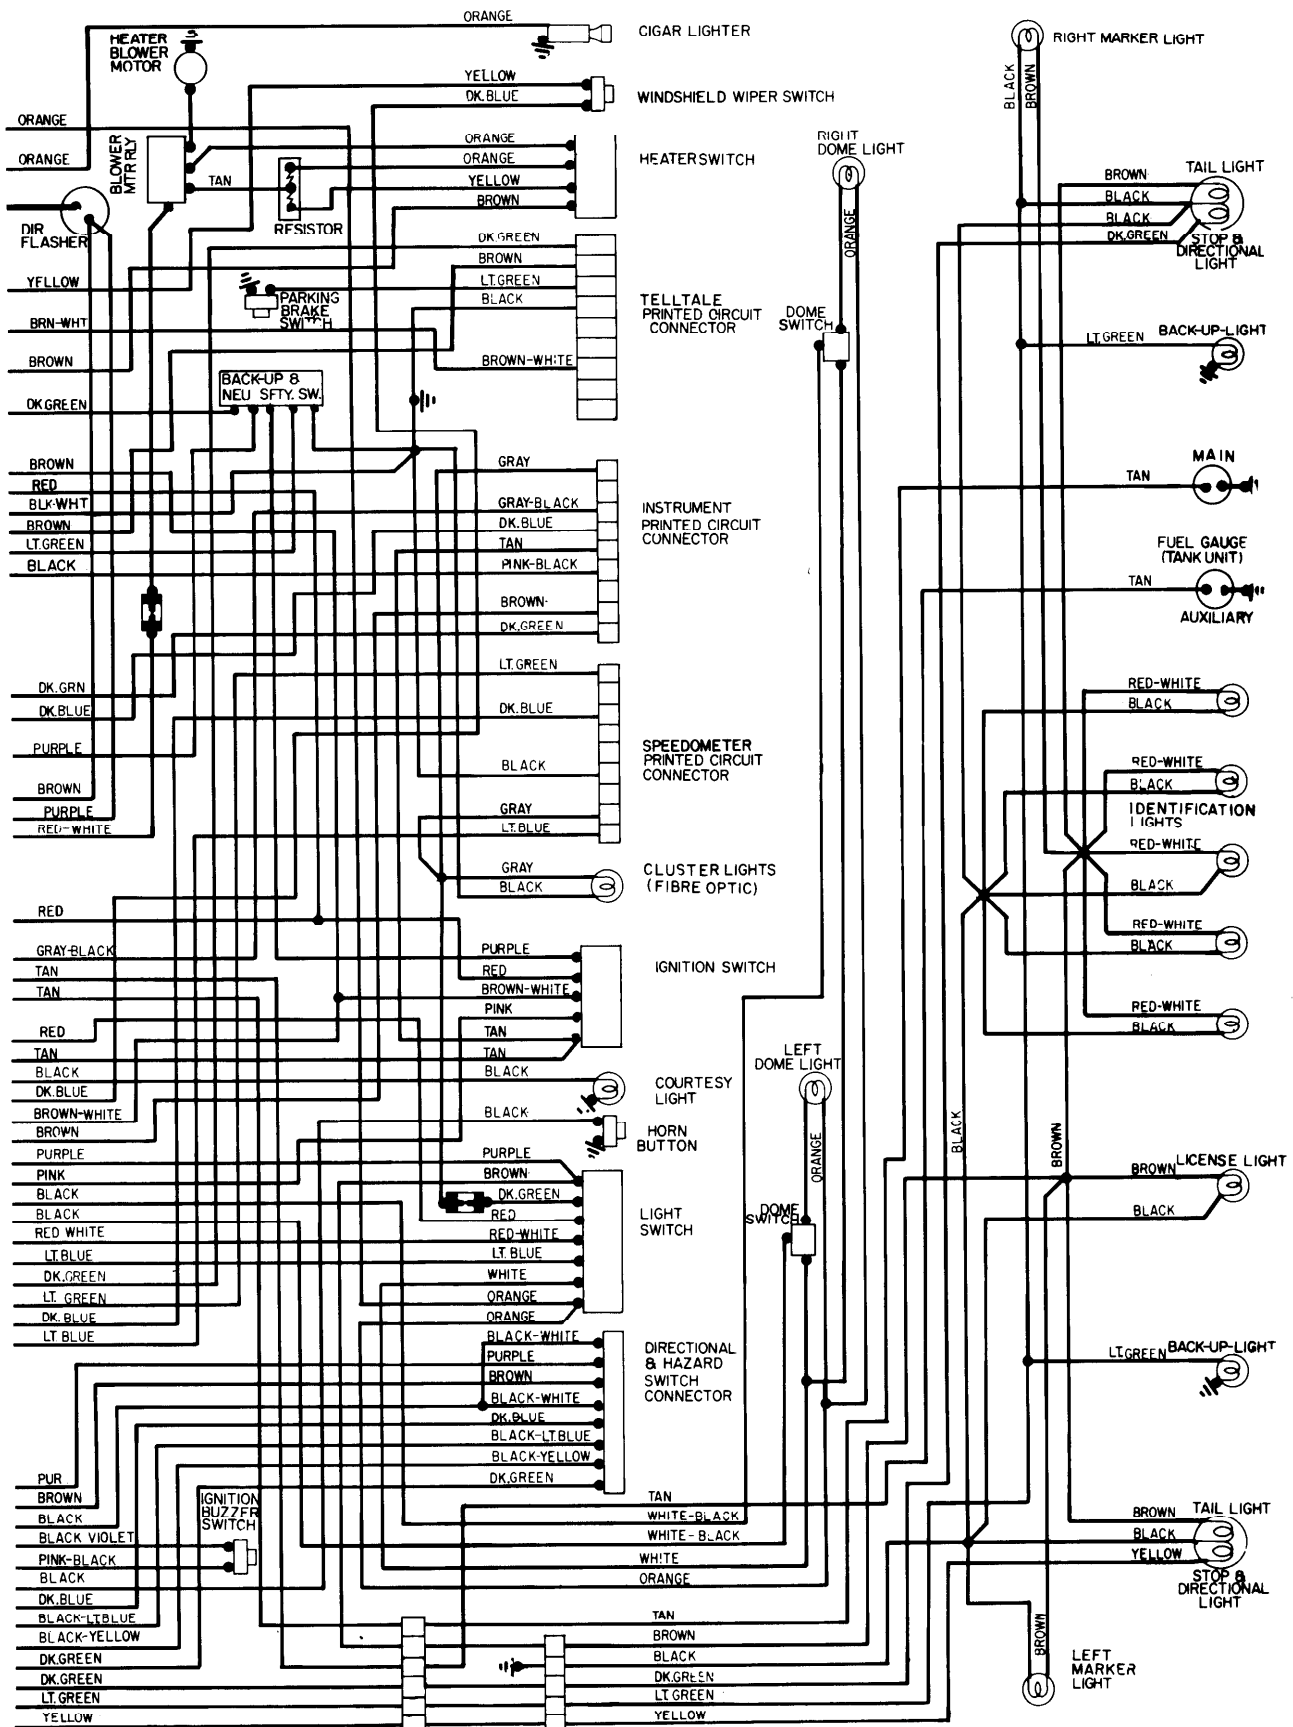 ORANGE
CIGAR LIGHTER
HEATER
BLOWER
MOTOR
YELLOW
DK.BLUE
WINDSHIELD WIPER SWITCH
ORANGE
ORANGE
BLOWER
MTR RLY
TAN
RESISTOR
ORANGE
ORANGE
YELLOW
BROWN
HEATER SWITCH
DIR
FLASHER
YELLOW
BRN-WHT
BROWN
DK GREEN
PARKING
BRAKE
SWITCH
BACK-UP &
NEU SFTY. SW.
DK.GREEN
BROWN
LT.GREEN
BLACK
BROWN-WHITE
TELLTALE
PRINTED CIRCUIT
CONNECTOR
BROWN
RED
BLK-WHT
BROWN
LT.GREEN
BLACK
GRAY
GRAY-BLACK
DK.BLUE
TAN
PINK-BLACK
BROWN
DK.GREEN
INSTRUMENT
PRINTED CIRCUIT
CONNECTOR
DK.GRN
DK.BLUE
PURPLE
BROWN
PURPLE
RED-WHITE
LT.GREEN
DK.BLUE
BLACK
GRAY
LT.BLUE
SPEEDOMETER
PRINTED CIRCUIT
CONNECTOR
GRAY
BLACK
CLUSTER LIGHTS
(FIBRE OPTIC)
RED
GRAY-BLACK
TAN
TAN
RED
TAN
BLACK
DK.BLUE
BROWN-WHITE
BROWN
PURPLE
PINK
BLACK
BLACK
RED WHITE
LT.BLUE
DK.GREEN
LT. GREEN
DK. BLUE
LT BLUE
PURPLE
RED
BROWN-WHITE
PINK
TAN
TAN
IGNITION SWITCH
BLACK
COURTESY
LIGHT
BLACK
HORN
BUTTON
PURPLE
BROWN
DK.GREEN
RED
RED-WHITE
LT. BLUE
WHITE
ORANGE
ORANGE
LIGHT
SWITCH
BLACK-WHITE
PURPLE
BROWN
BLACK-WHITE
DK.BLUE
BLACK-LT.BLUE
BLACK-YELLOW
DK.GREEN
DIRECTIONAL
& HAZARD
SWITCH
CONNECTOR
PUR
BROWN
BLACK
BLACK VIOLET
PINK-BLACK
BLACK
DK.BLUE
BLACK-LTBLUE
BLACK-YELLOW
DK.GREEN
DK.GREEN
LT.GREEN
YELLOW
IGNITION
BUZZER
SWITCH
TAN
WHITE-BLACK
WHITE-BLACK
WHITE
ORANGE
TAN
BROWN
BLACK
DK.GREEN
LT GREEN
YELLOW
RIGHT
DOME LIGHT
ORANGE
DOME
SWITCH
LEFT
DOME LIGHT
ORANGE
DOME
SWITCH
RIGHT MARKER LIGHT
BLACK
BROWN
TAIL LIGHT
BROWN
BLACK
BLACK
DK.GREEN
STOP &
DIRECTIONAL
LIGHT
LT.GREEN
BACK-UP-LIGHT
MAIN
TAN
FUEL GAUGE
(TANK UNIT)
TAN
AUXILIARY
RED-WHITE
BLACK
RED-WHITE
BLACK
IDENTIFICATION
LIGHTS
RED-WHITE
BLACK
RED-WHITE
BLACK
RED-WHITE
BLACK
BLACK
BROWN
BROWN
LICENSE LIGHT
BLACK
LT.GREEN
BACK-UP-LIGHT
BROWN
BLACK
YELLOW
TAIL LIGHT
STOP &
DIRECTIONAL
LIGHT
BROWN
LEFT
MARKER
LIGHT